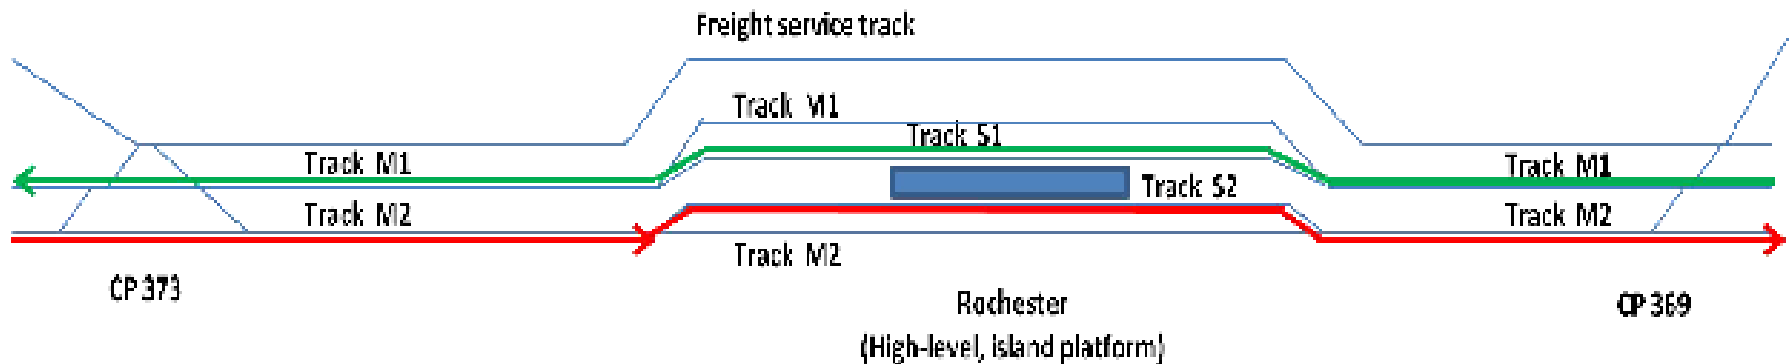 Freight service track
Track M1
Track S1
Track M1
Track M1
Track S2
Track M2
Track M2
Track M2
CP 373
Rochester
CP 369
(High-level, island platform)